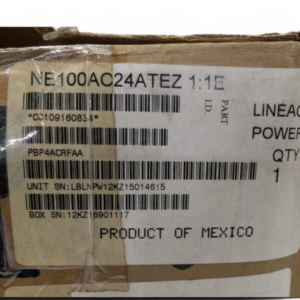 NE100AC24ATEZ 1:1E
PART
ID
*CC109160834*
LINEA
POWER
PBP4ACRFAA
QTY
1
UNIT SN:LBLNPW12KZ15014615
BOX SN:12KZ15901117
PRODUCT OF MEXICO